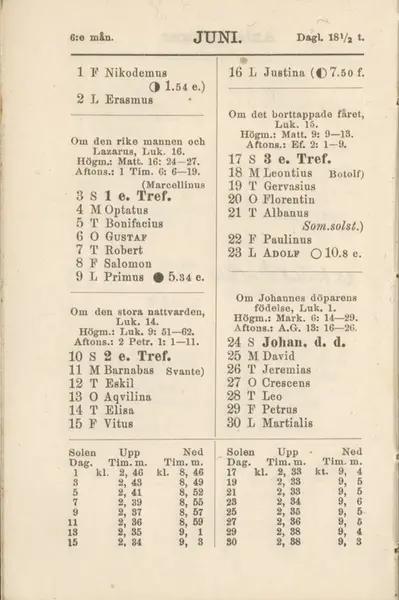 6:e mån.
JUNI.
Dagl. 18½ t.
1 F Nikodemus
1.54 e.)
2 L Erasmus
Om den rike mannen och
Lazarus, Luk. 16.
Högm.: Matt. 16: 24—27.
Aftons.: 1 Tim. 6: 6—19.
(Marcellinus
3 S 1 e. Tref.
4 M Optatus
5 T Bonifacius
6 O GUSTAF
7 T Robert
8 F Salomon
9 L Primus ● 5.34 e.
Om den stora nattvarden,
Luk. 14.
Högm.: Luk. 9: 51—62.
Aftons.: 2 Petr. 1: 1—11.
10 S 2 e. Tref.
11 M Barnabas Svante)
12 T Eskil
13 O Aqvilina
14 T Elisa
15 F Vitus
16 L Justina (◐ 7.50 f.
Om det borttappade fåret,
Luk. 15.
Högm.: Matt. 9: 9—13.
Aftons.: Ef. 2: 1—9.
17 S 3 e. Tref.
18 M Leontius Botolf)
19 T Gervasius
20 O Florentin
21 T Albanus
Som.solst.)
22 F Paulinus
23 L ADOLF ○ 10.8 e.
Om Johannes döparens
födelse, Luk. 1.
Högm.: Mark. 6: 14—29.
Aftons.: A.G. 13: 16—26.
24 S Johan. d. d.
25 M David
26 T Jeremias
27 O Crescens
28 T Leo
29 F Petrus
30 L Martialis
Solen Upp Ned
Dag. Tim. m. Tim. m.
1 kl. 2, 46 kl. 8, 46
3 2, 43 8, 49
5 2, 41 8, 52
7 2, 39 8, 55
9 2, 37 8, 57
11 2, 36 8, 59
13 2, 35 9, 1
15 2, 34 9, 3
Solen Upp Ned
Dag. Tim. m. Tim. m.
17 kl. 2, 33 kt. 9, 4
19 2, 33 9, 5
21 2, 33 9, 5
23 2, 34 9, 6
25 2, 35 9, 5
27 2, 36 9, 5
29 2, 38 9, 4
30 2, 38 9, 3